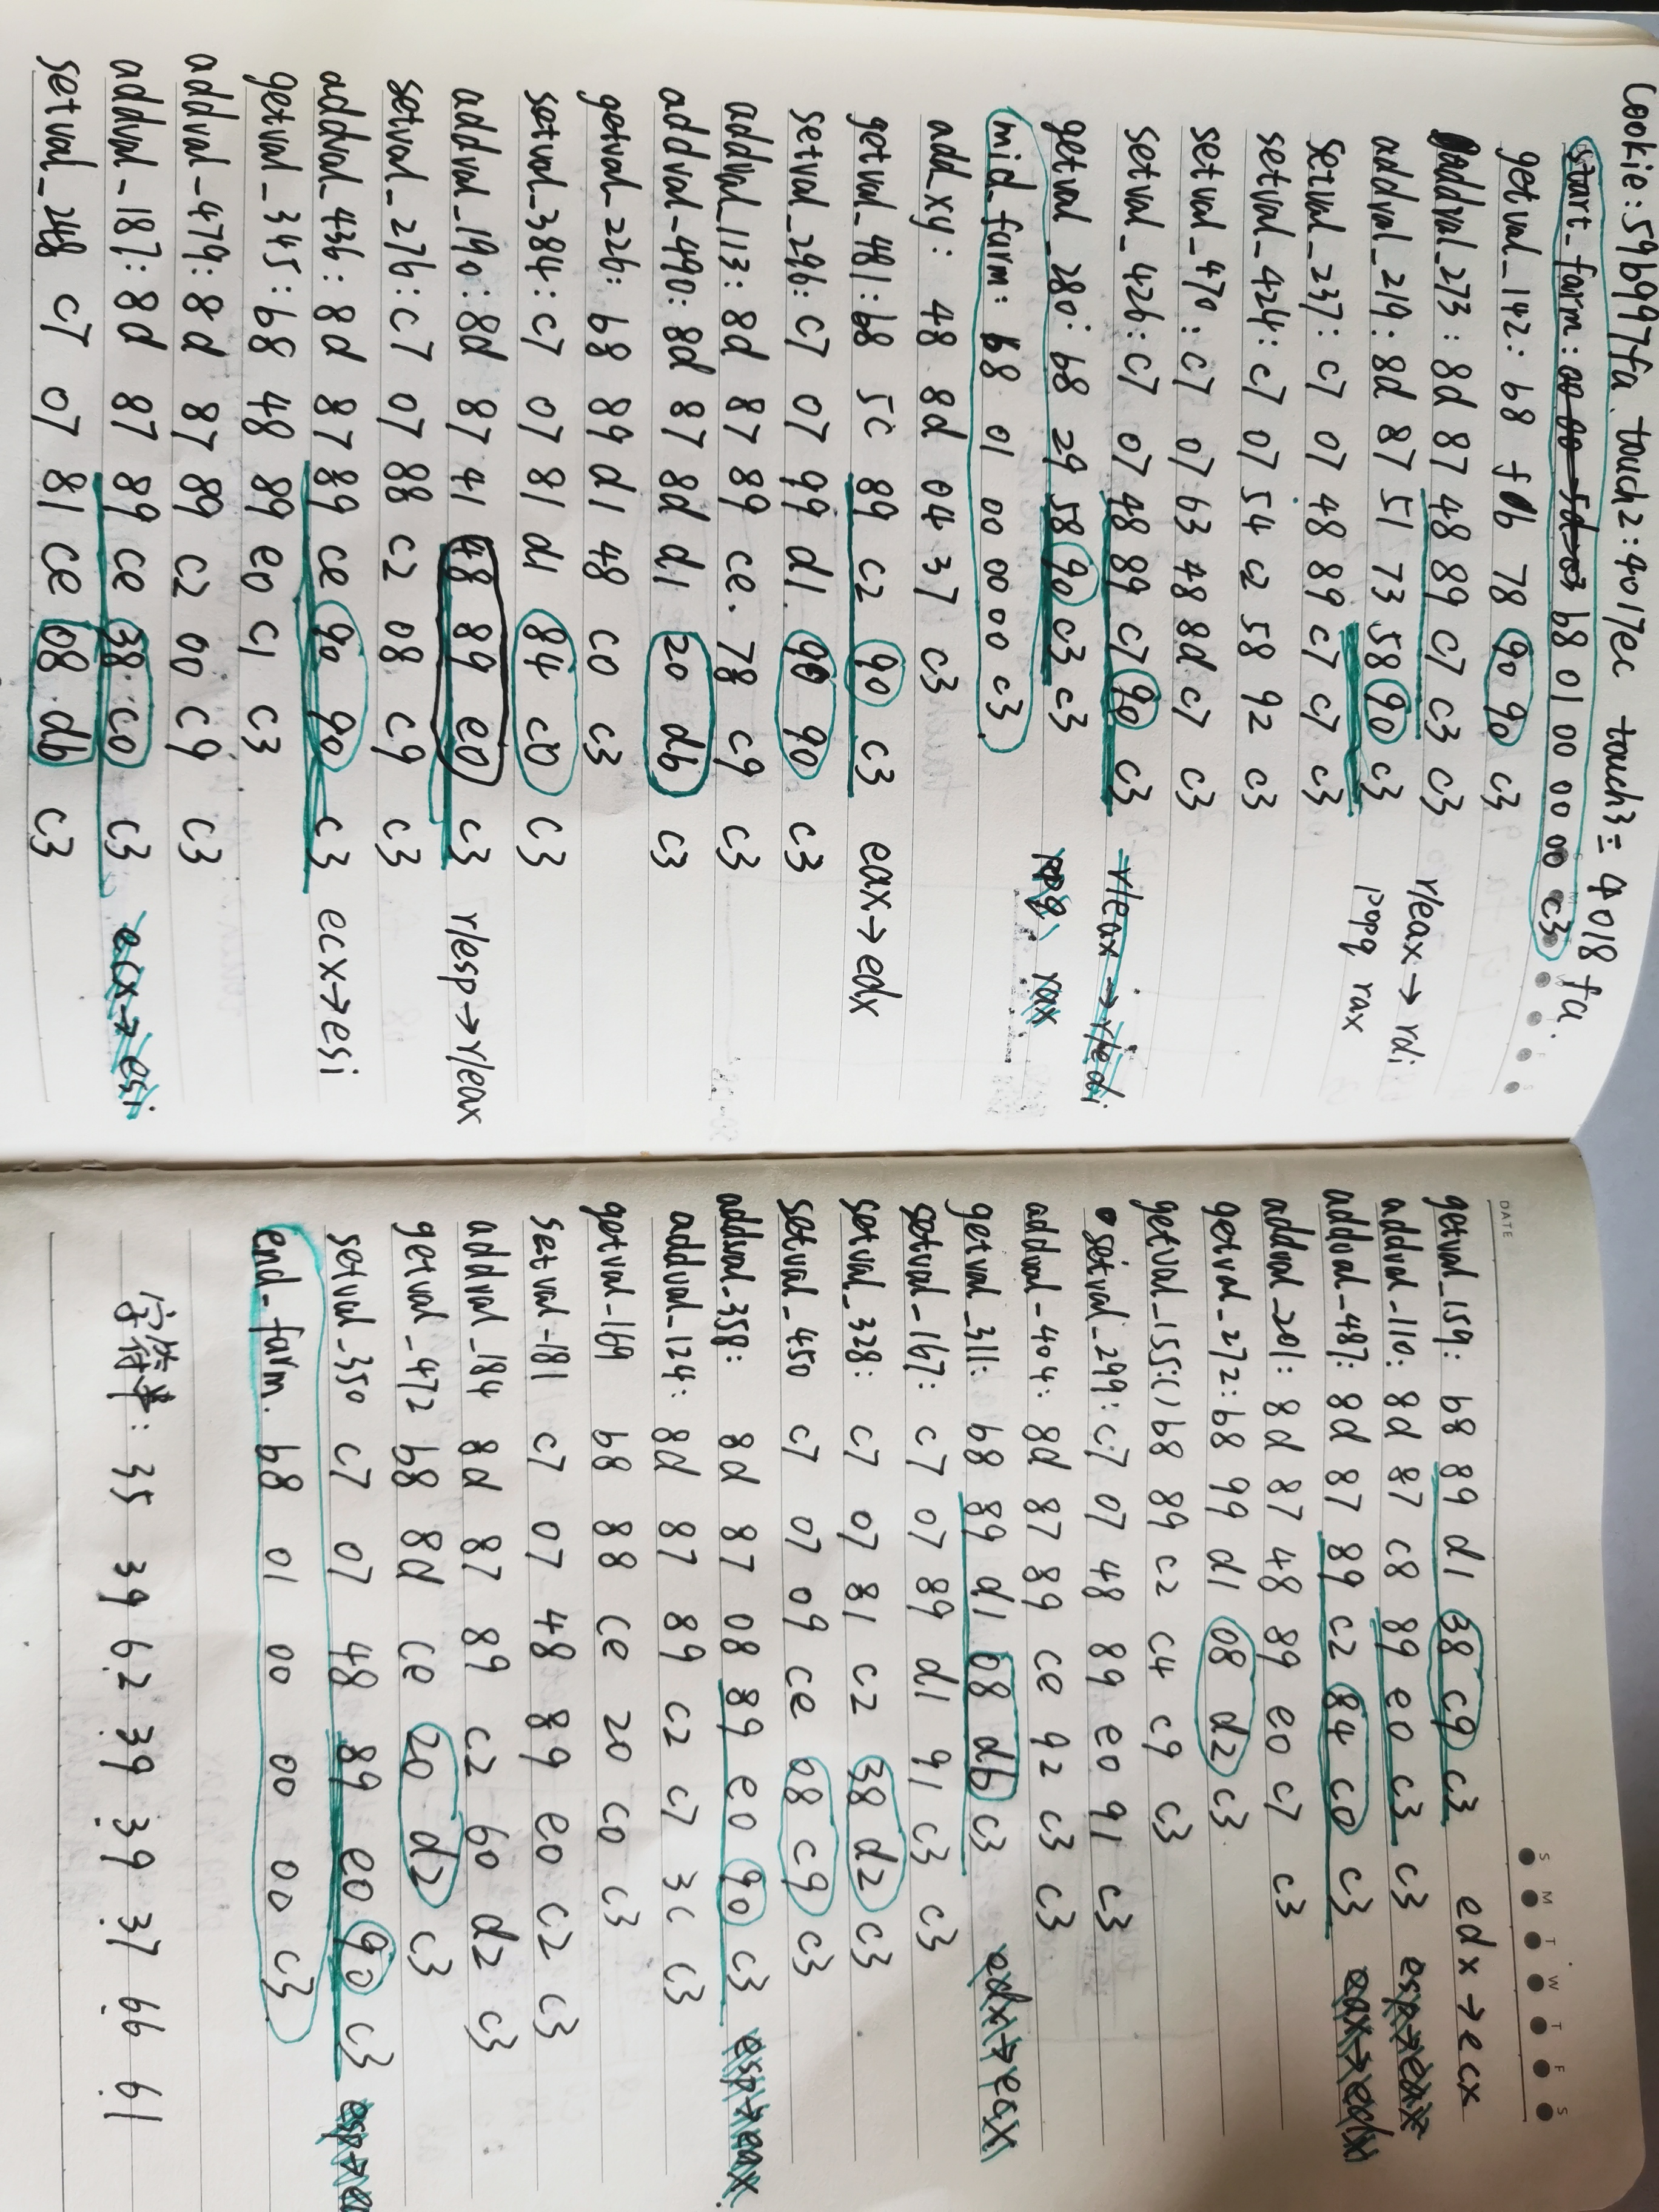 Cookie: 59b997fa touch2: 4017ec touch3: 4018fa.
start_farm: b8 01 00 00 00 c3
getval_142: b8 fb 78 90 90 c3
addval_273: 8d 87 48 89 c7 c3 c3 r/eax→rdi
addval_219: 8d 87 51 73 58 90 c3 popq rax
setval_237: c7 07 48 89 c7 c7 c3
setval_424: c7 07 54 c2 58 92 c3
setval_470: c7 07 63 48 8d c7 c3
setval_426: c7 07 48 89 c7 90 c3 r/eax→r/edi
getval_280: b8 29 58 90 c3 c3 rax
mid_farm: b8 01 00 00 00 c3
add_xy: 48 8d 04 37 c3
getval_481: b8 5c 89 c2 90 c3 eax→edx
setval_296: c7 07 99 d1 90 90 c3
addval_113: 8d 87 89 ce. 78 c9 c3
addval_490: 8d 87 8d d1 20 db c3
getval_226: b8 89 d1 48 c0 c3
setval_384: c7 07 81 d1 84 c0 c3
addval_190: 8d 87 41 48 89 e0 c3 r/esp→r/eax
setval_276: c7 07 88 c2 08 c9 c3
addval_436: 8d 87 89 ce 90 90 c3 ecx→esi
getval_345: b8 48 89 e0 c1 c3
addval_479: 8d 87 89 c2 00 c9 c3
addval_187: 8d 87 89 ce 38 c0 c3 ecx→esi
setval_248 c7 07 81 ce 08 db c3
DATE
S M T W T F S
getval_159: b8 89 d1 38 c9 c3 edx→ecx
addval_110: 8d 87 c8 89 e0 c3 c3 esp→eax
addval_487: 8d 87 89 c2 84 c0 c3 eax→edx
addval_201: 8d 87 48 89 e0 c7 c3
getval_272: b8 99 d1 08 d2 c3
getval_155:() b8 89 c2 c4 c9 c3
setval_299: c7 07 48 89 e0 91 c3
addval_404: 8d 87 89 ce 92 c3 c3
getval_311: b8 89 d1 08 db c3 edx→ecx
setval_167: c7 07 89 d1 91 c3 c3
setval_328: c7 07 81 c2 38 d2 c3
setval_450 c7 07 09 ce 08 c9 c3
addval_358: 8d 87 08 89 e0 90 c3 esp→eax
addval_124: 8d 87 89 c2 c7 3c c3
getval_169 b8 88 ce 20 c0 c3
setval_181 c7 07 48 89 e0 c2 c3
addval_184 8d 87 89 c2 60 d2 c3
getval_472 b8 8d ce 20 d2 c3
setval_350 c7 07 48 89 e0 90 c3 esp→
end_farm. b8 01 00 00 00 c3
字符串: 35 39 62 39 39 37 66 61